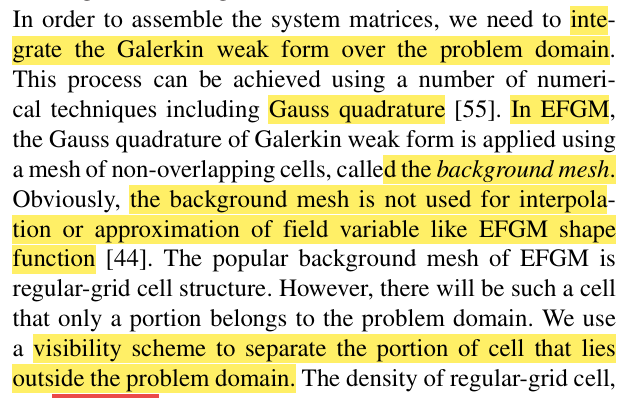 In order to assemble the system matrices, we need to inte-
grate the Galerkin weak form over the problem domain.
This process can be achieved using a number of numeri-
cal techniques including Gauss quadrature [55]. In EFGM,
the Gauss quadrature of Galerkin weak form is applied using
a mesh of non-overlapping cells, called the background mesh.
Obviously, the background mesh is not used for interpola-
tion or approximation of field variable like EFGM shape
function [44]. The popular background mesh of EFGM is
regular-grid cell structure. However, there will be such a cell
that only a portion belongs to the problem domain. We use
a visibility scheme to separate the portion of cell that lies
outside the problem domain. The density of regular-grid cell,